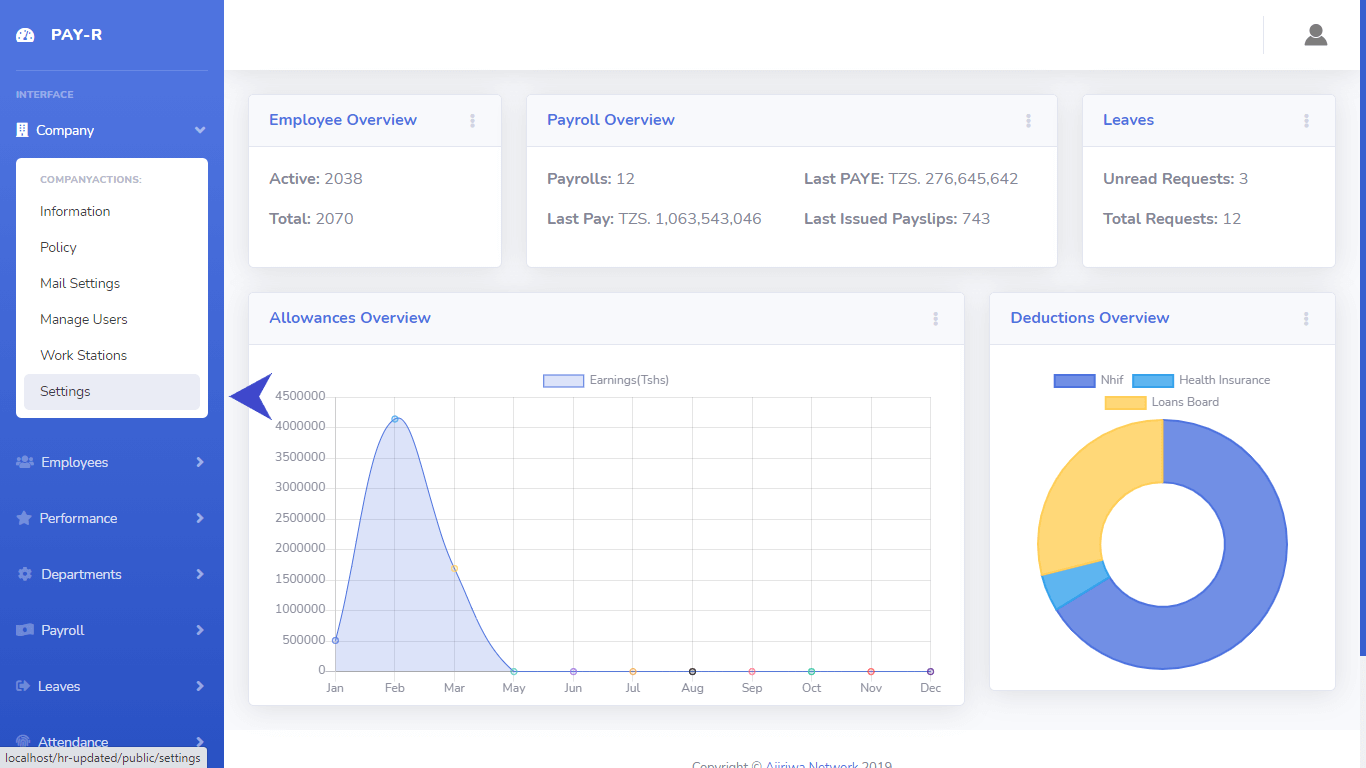 PAY-R
INTERFACE
Company
COMPANYACTIONS:
Information
Policy
Mail Settings
Manage Users
Work Stations
Settings
Employees
Performance
Departments
Payroll
Leaves
Attendance
localhost/hr-updated/public/settings
Employee Overview
Active: 2038
Total: 2070
Payroll Overview
Payrolls: 12 Last PAYE: TZS. 276,645,642
Last Pay: TZS. 1,063,543,046 Last Issued Payslips: 743
Leaves
Unread Requests: 3
Total Requests: 12
Allowances Overview
Earnings(Tshs)
4500000
4000000
3500000
3000000
2500000
2000000
1500000
1000000
500000
0
Jan Feb Mar May Jun Jul Aug Sep Oct Nov Dec
Deductions Overview
Nhif Health Insurance
Loans Board
Copyright © Ajiriwa Network 2019